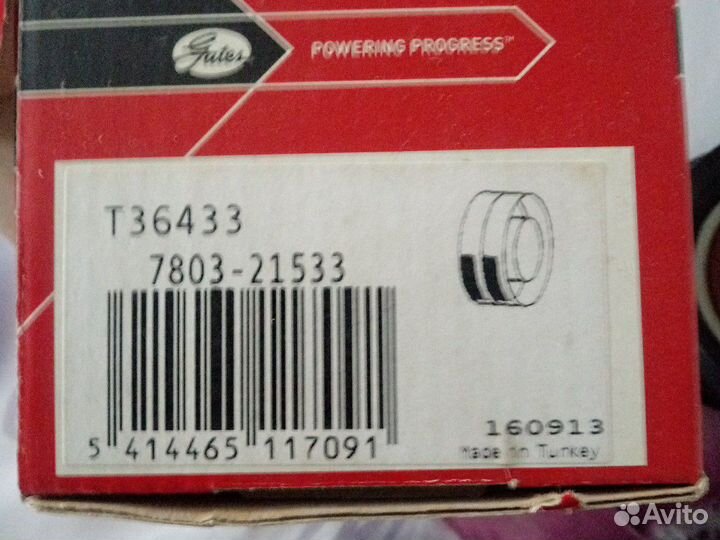 Gates
POWERING PROGRESS™
T36433
7803-21533
5 414465 117091
160913
Made in Turkey
Avito